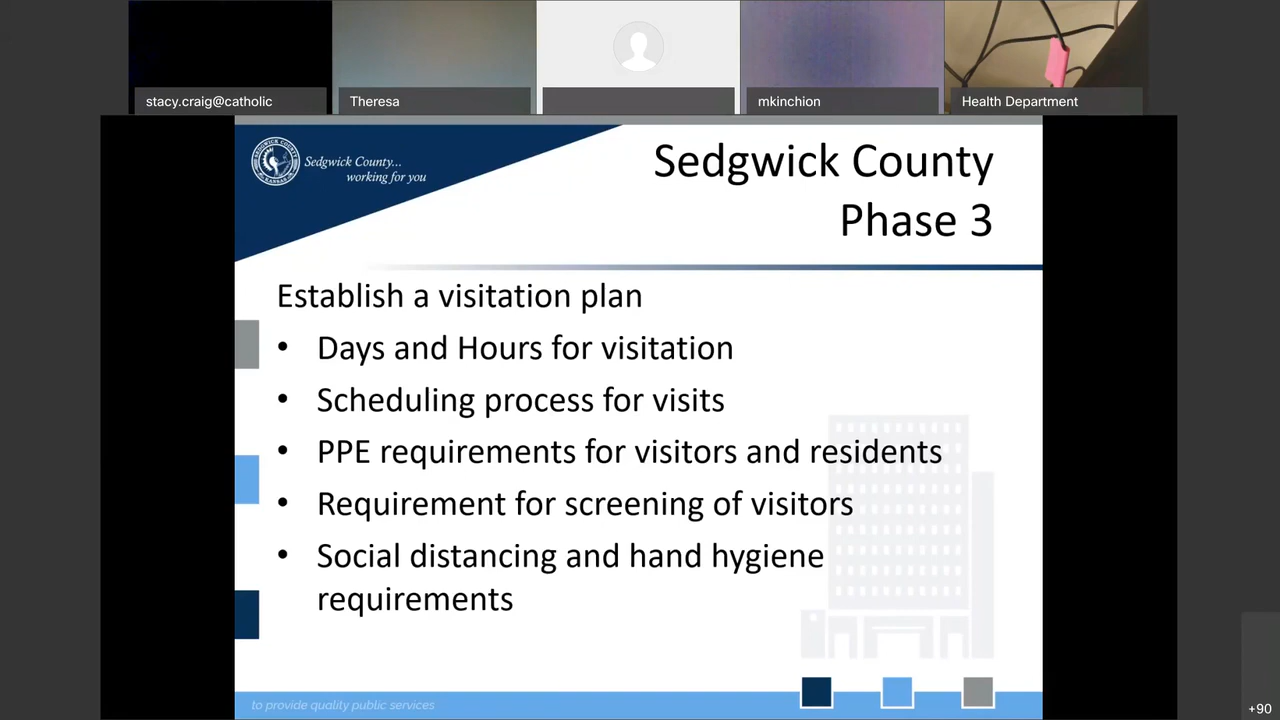 stacy.craig@catholic
Theresa
mkinchion
Health Department
Sedgwick County...
working for you
Sedgwick County
Phase 3
Establish a visitation plan
• Days and Hours for visitation
• Scheduling process for visits
• PPE requirements for visitors and residents
• Requirement for screening of visitors
• Social distancing and hand hygiene
requirements
to provide quality public services
+90